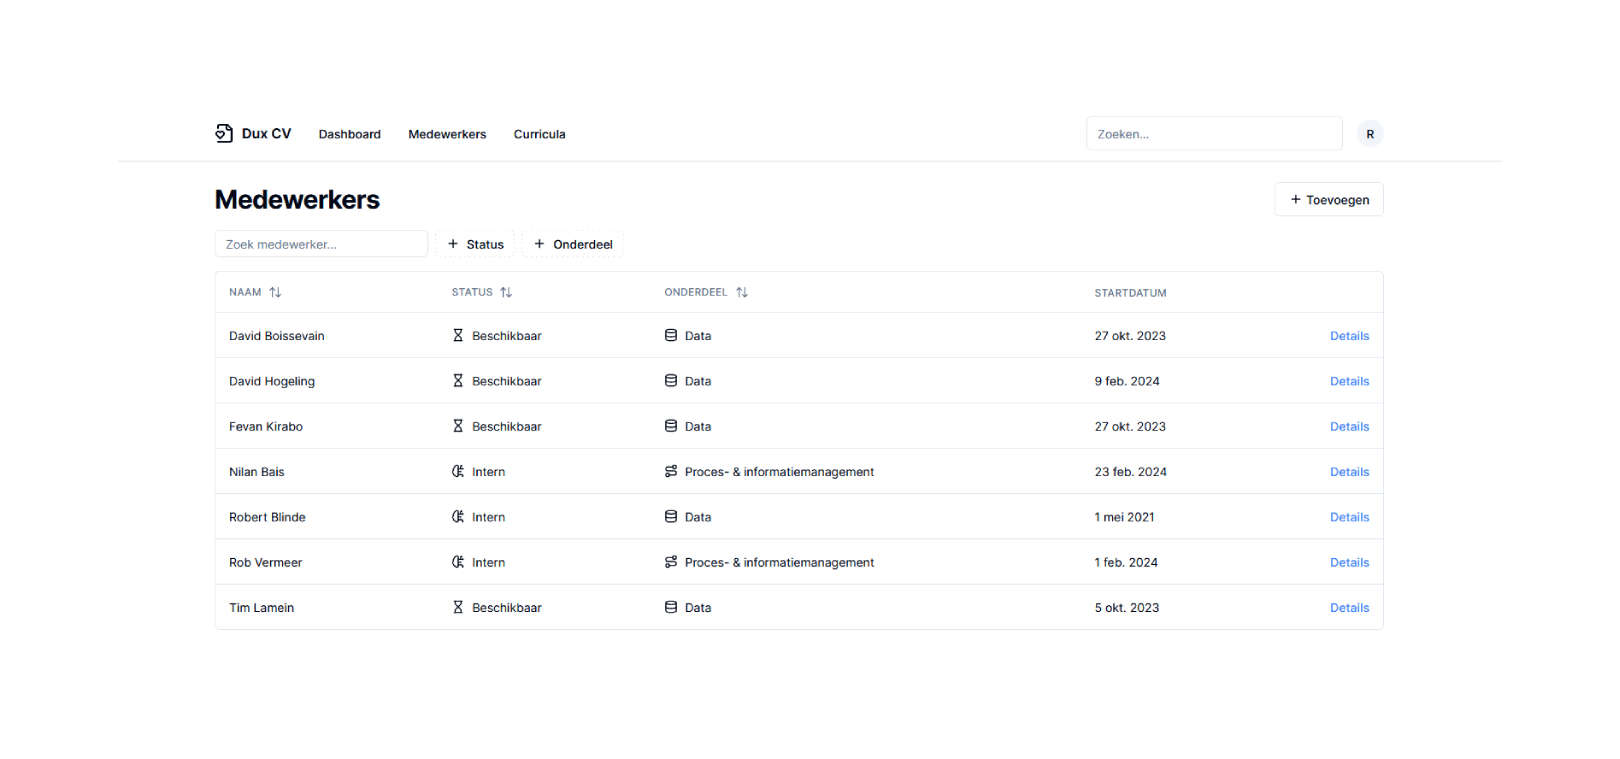 Dux CV Dashboard Medewerkers Curricula Zoeken... R
Medewerkers + Toevoegen
Zoek medewerker... + Status + Onderdeel
NAAM STATUS ONDERDEEL STARTDATUM
David Boissevain Beschikbaar Data 27 okt. 2023 Details
David Hogeling Beschikbaar Data 9 feb. 2024 Details
Fevan Kirabo Beschikbaar Data 27 okt. 2023 Details
Nilan Bais Intern Proces- & informatiemanagement 23 feb. 2024 Details
Robert Blinde Intern Data 1 mei 2021 Details
Rob Vermeer Intern Proces- & informatiemanagement 1 feb. 2024 Details
Tim Lamein Beschikbaar Data 5 okt. 2023 Details